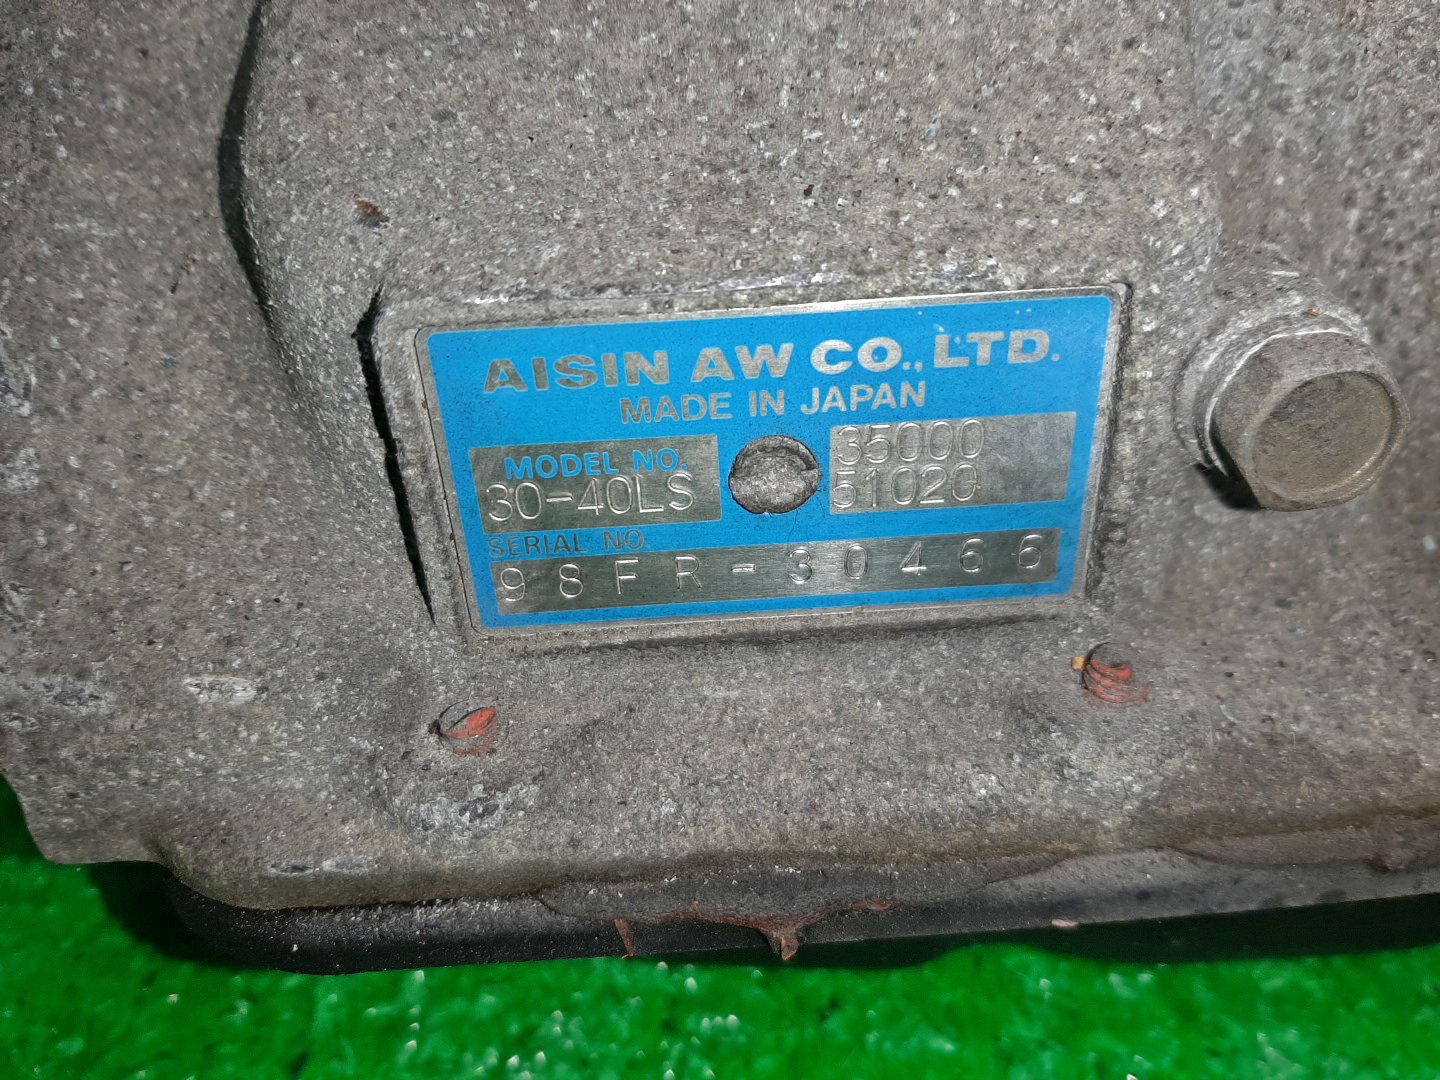 AISIN AW CO., LTD.
MADE IN JAPAN
MODEL NO.
30-40LS
35000
51020
SERIAL NO.
98FR-30466